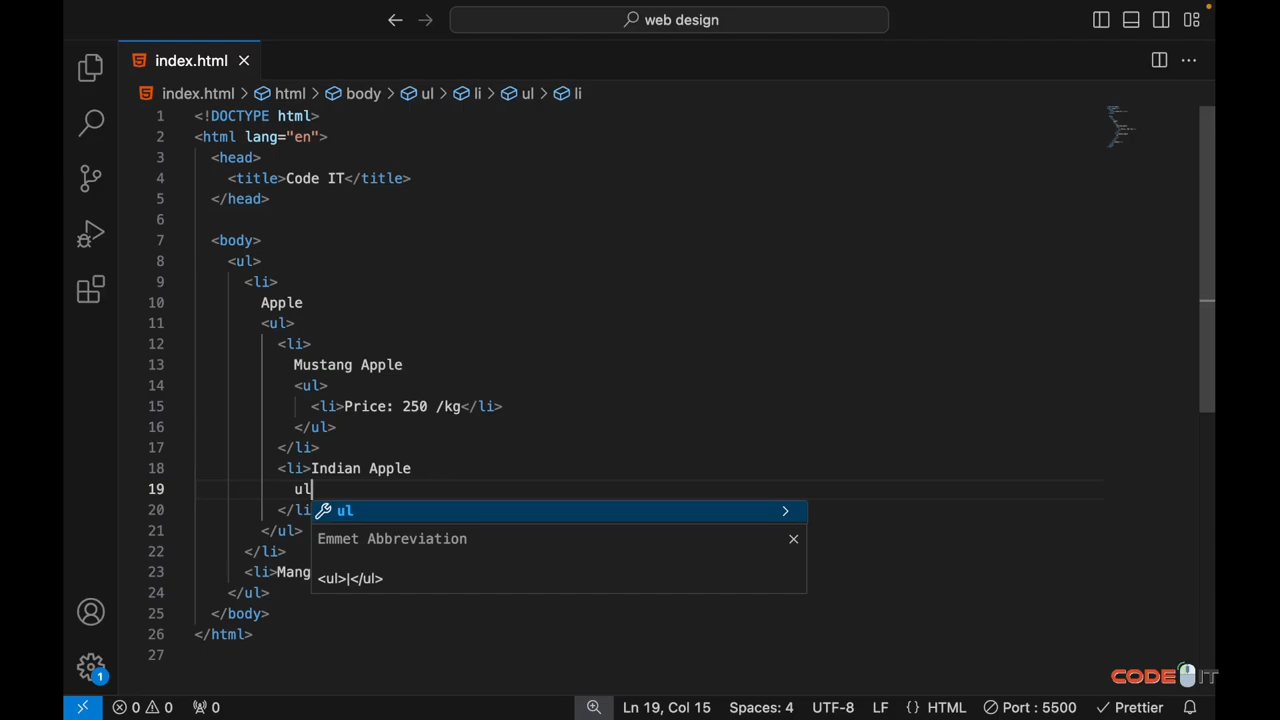 web design
index.html
index.html > html > body > ul > li > ul > li
1 <!DOCTYPE html>
2 <html lang="en">
3 <head>
4 <title>Code IT</title>
5 </head>
6
7 <body>
8 <ul>
9 <li>
10 Apple
11 <ul>
12 <li>
13 Mustang Apple
14 <ul>
15 <li>Price: 250 /kg</li>
16 </ul>
17 </li>
18 <li>Indian Apple
19 ul
ul
20 </li
Emmet Abbreviation
21 </ul>
22 </li>
23 <li>Mang
<ul>|</ul>
24 </ul>
25 </body>
26 </html>
27
1
CODE IT
0 0 0 Ln 19, Col 15 Spaces: 4 UTF-8 LF {} HTML Port : 5500 Prettier